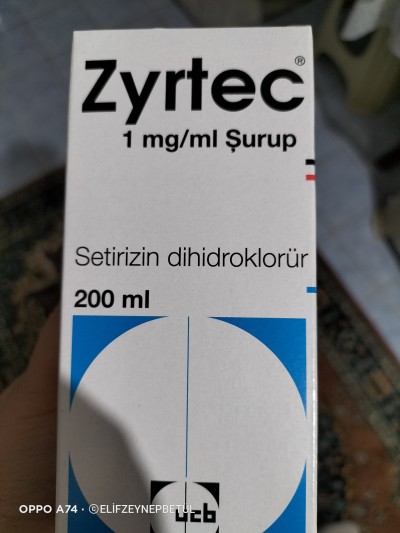 Zyrtec®
1 mg/ml Şurup
Setirizin dihidroklorür
200 ml
ucb
OPPO A74 · ©ELİFZEYNEPBETÜL